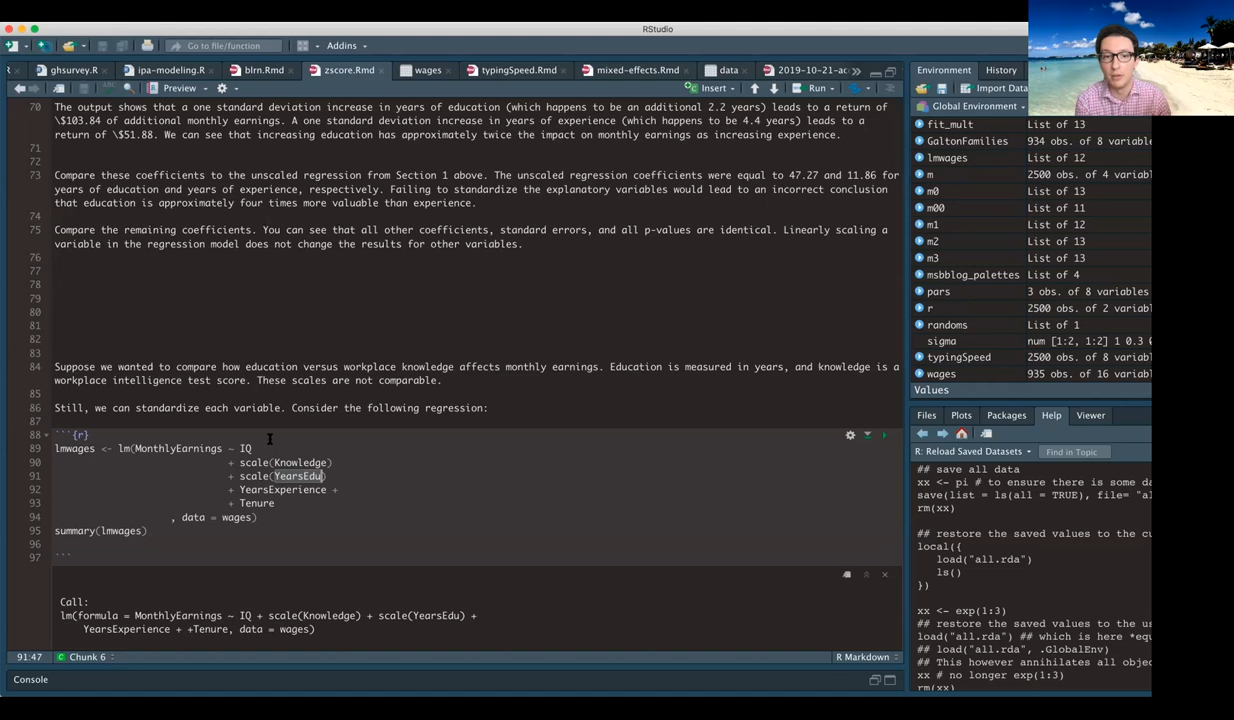 RStudio
Go to file/function
Addins
ghsurvey.R
ipa-modeling.R
blrn.Rmd
zscore.Rmd
wages
typingSpeed.Rmd
mixed-effects.Rmd
data
2019-10-21-ac
Preview
Insert
Run
70 The output shows that a one standard deviation increase in years of education (which happens to be an additional 2.2 years) leads to a return of
\$103.84 of additional monthly earnings. A one standard deviation increase in years of experience (which happens to be 4.4 years) leads to a
return of \$51.88. We can see that increasing education has approximately twice the impact on monthly earnings as increasing experience.
71
72
73 Compare these coefficients to the unscaled regression from Section 1 above. The unscaled regression coefficients were equal to 47.27 and 11.86 for
years of education and years of experience, respectively. Failing to standardize the explanatory variables would lead to an incorrect conclusion
that education is approximately four times more valuable than experience.
74
75 Compare the remaining coefficients. You can see that all other coefficients, standard errors, and all p-values are identical. Linearly scaling a
variable in the regression model does not change the results for other variables.
76
77
78
79
80
81
82
83
84 Suppose we wanted to compare how education versus workplace knowledge affects monthly earnings. Education is measured in years, and knowledge is a
workplace intelligence test score. These scales are not comparable.
85
86 Still, we can standardize each variable. Consider the following regression:
87
88 ```{r}
89 lmwages <- lm(MonthlyEarnings ~ IQ
90 + scale(Knowledge)
91 + scale(YearsEdu)
92 + YearsExperience +
93 + Tenure
94 , data = wages)
95 summary(lmwages)
96
97 ```
Call:
lm(formula = MonthlyEarnings ~ IQ + scale(Knowledge) + scale(YearsEdu) +
YearsExperience + +Tenure, data = wages)
91:47
Chunk 6
R Markdown
Console
Environment
History
Import Data
Global Environment
fit_mult List of 13
GaltonFamilies 934 obs. of 8 variables
lmwages List of 12
m 2500 obs. of 4 variab
m0 List of 13
m00 List of 11
m1 List of 12
m2 List of 13
m3 List of 13
msbblog_palettes List of 4
pars 3 obs. of 8 variables
r 2500 obs. of 2 variab
randoms List of 1
sigma num [1:2, 1:2] 1 0.3 0
typingSpeed 2500 obs. of 8 variab
wages 935 obs. of 16 variab
Values
Files
Plots
Packages
Help
Viewer
R: Reload Saved Datasets
Find in Topic
## save all data
xx <- pi # to ensure there is some da
save(list = ls(all = TRUE), file= "al
rm(xx)
## restore the saved values to the cu
local({
load("all.rda")
ls()
})
xx <- exp(1:3)
## restore the saved values to the us
load("all.rda") ## which is here *equ
## load("all.rda", .GlobalEnv)
## This however annihilates all objec
xx # no longer exp(1:3)
rm(xx)